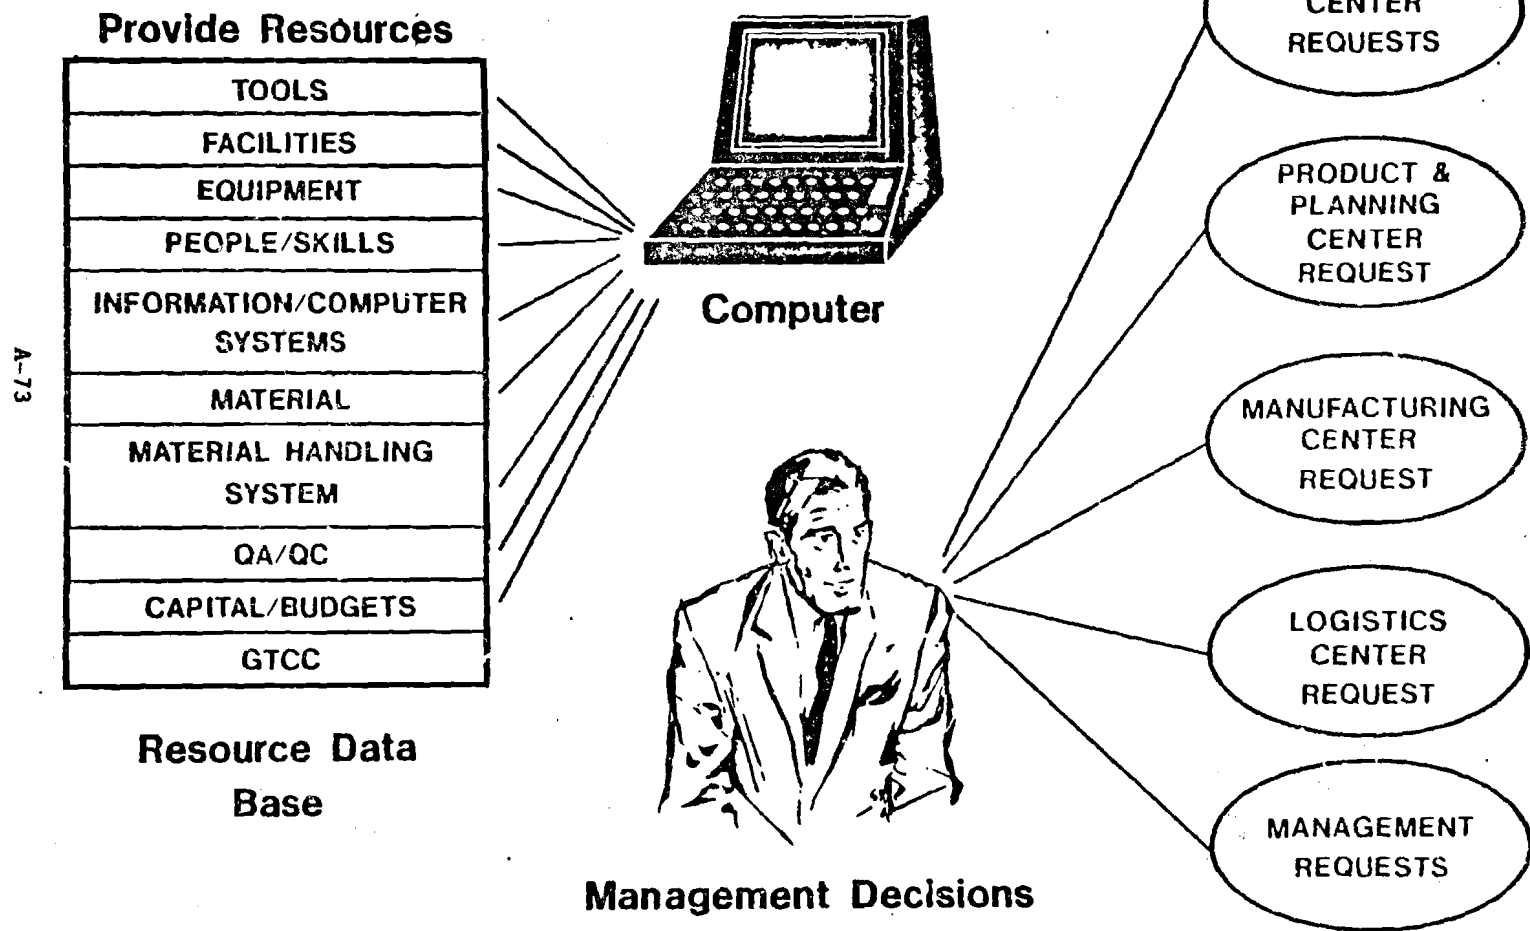 Provide Resources
TOOLS
FACILITIES
EQUIPMENT
PEOPLE/SKILLS
INFORMATION/COMPUTER
SYSTEMS
MATERIAL
MATERIAL HANDLING
SYSTEM
QA/QC
CAPITAL/BUDGETS
GTCC
Resource Data
Base
A-73
Computer
Management Decisions
CENTER
REQUESTS
PRODUCT &
PLANNING
CENTER
REQUEST
MANUFACTURING
CENTER
REQUEST
LOGISTICS
CENTER
REQUEST
MANAGEMENT
REQUESTS